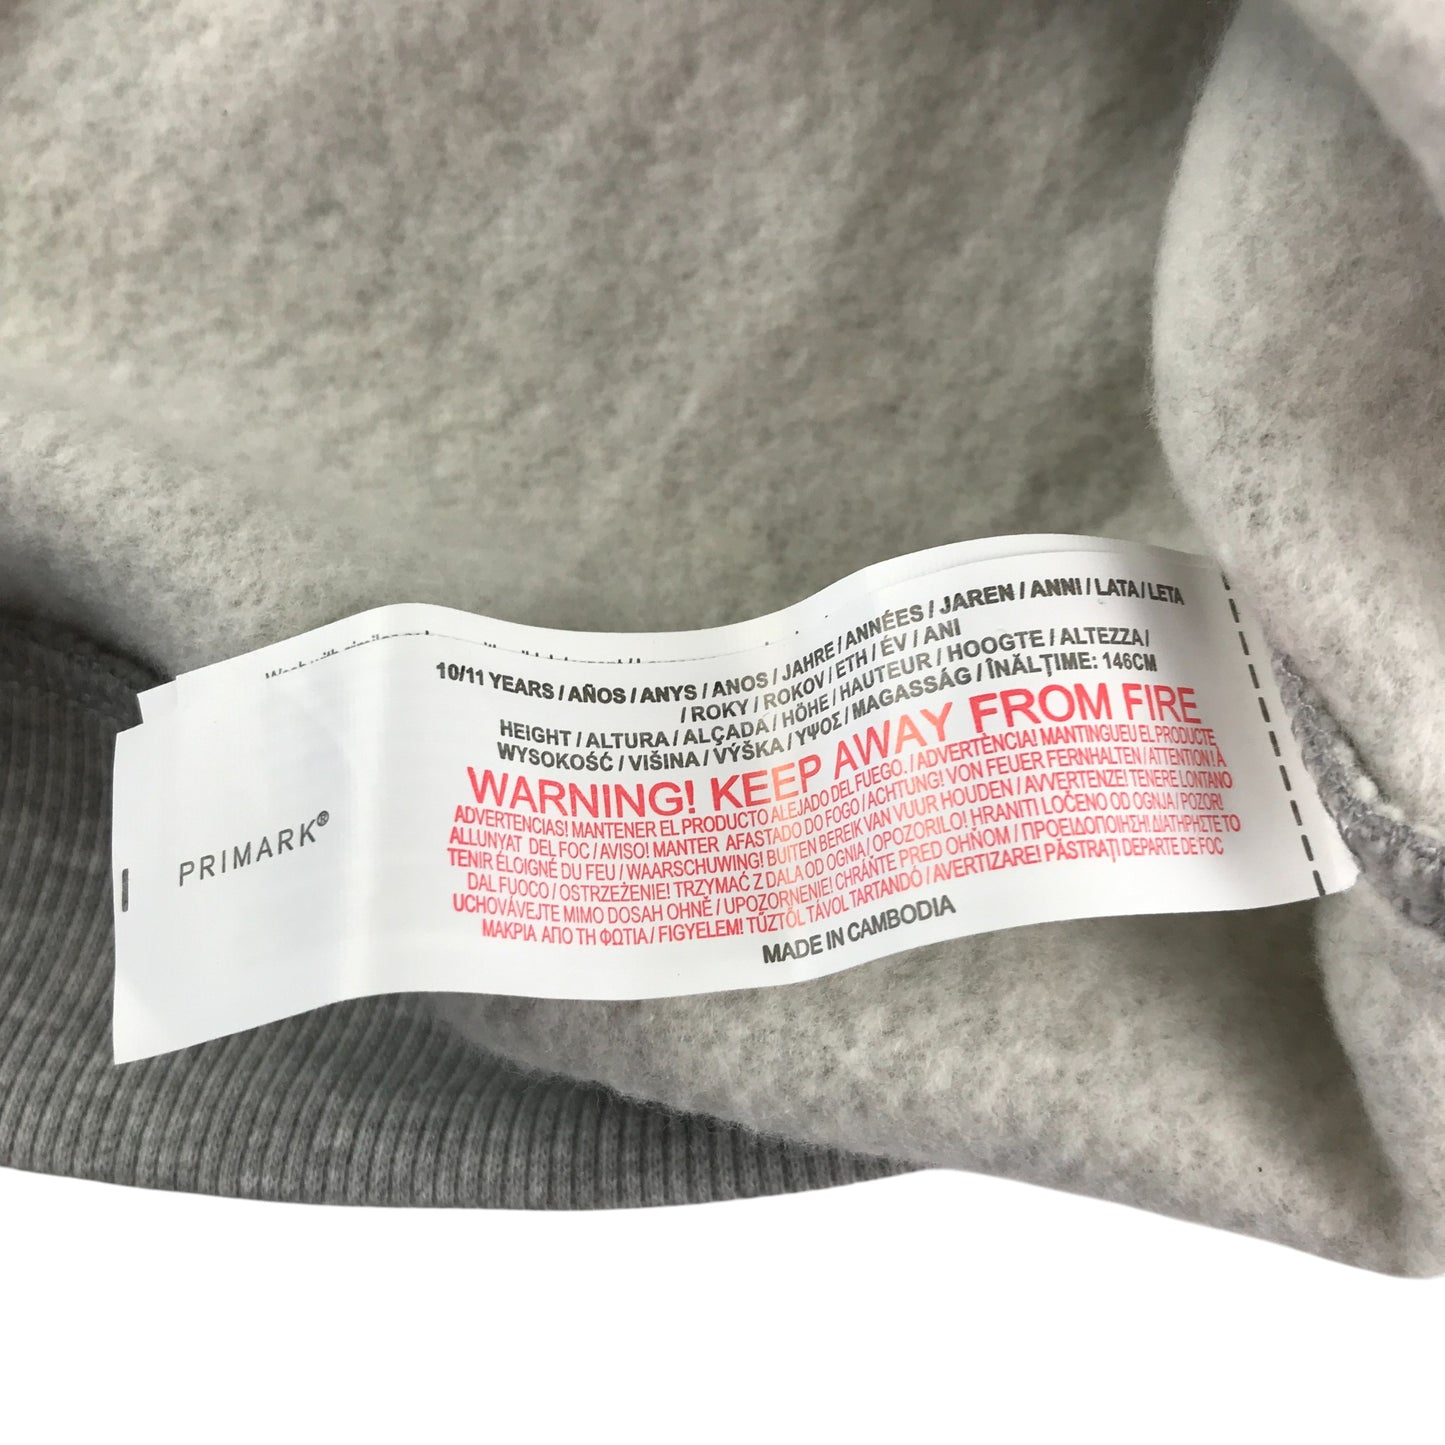 PRIMARK®
10/11 YEARS / AÑOS / ANYS / ANOS / JAHRE / ANNÉES / JAREN / ANNI / LATA / LETA
/ ROKY / ROKOV / ETH / ÉV / ANI
HEIGHT / ALTURA / ALÇADA / HÖHE / HAUTEUR / HOOGTE / ALTEZZA /
WYSOKOŚĆ / VIŠINA / VÝŠKA / ΥΨΟΣ / MAGASSÁG / ÎNĂLȚIME: 146CM
WARNING! KEEP AWAY FROM FIRE
ADVERTENCIAS! MANTENER EL PRODUCTO ALEJADO DEL FUEGO. / ADVERTÈNCIA! MANTINGUEU EL PRODUCTE
ALLUNYAT DEL FOC / AVISO! MANTER AFASTADO DO FOGO / ACHTUNG! VON FEUER FERNHALTEN / ATTENTION ! À
TENIR ÉLOIGNÉ DU FEU / WAARSCHUWING! BUITEN BEREIK VAN VUUR HOUDEN / AVVERTENZE! TENERE LONTANO
DAL FUOCO / OSTRZEŻENIE! TRZYMAĆ Z DALA OD OGNIA / OPOZORILO! HRANITI LOČENO OD OGNJA / POZOR!
UCHOVÁVEJTE MIMO DOSAH OHNĚ / UPOZORNENIE! CHRÁŇTE PRED OHŇOM / ΠΡΟΕΙΔΟΠΟΙΗΣΗ! ΔΙΑΤΗΡΗΣΤΕ ΤΟ
ΜΑΚΡΙΑ ΑΠΟ ΤΗ ΦΩΤΙΑ / FIGYELEM! TŰZTŐL TÁVOL TARTANDÓ / AVERTIZARE! PĂSTRAȚI DEPARTE DE FOC
MADE IN CAMBODIA